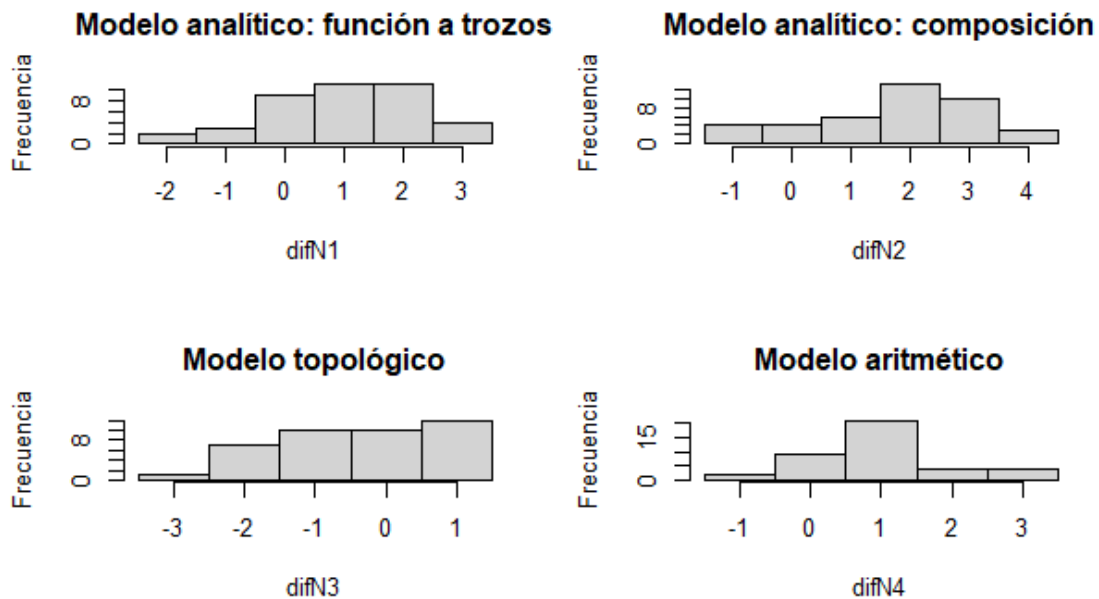 Modelo analítico: función a trozos
Frecuencia
0 8
-2 -1 0 1 2 3
difN1
Modelo analítico: composición
Frecuencia
0 8
-1 0 1 2 3 4
difN2
Modelo topológico
Frecuencia
0 8
-3 -2 -1 0 1
difN3
Modelo aritmético
Frecuencia
0 15
-1 0 1 2 3
difN4